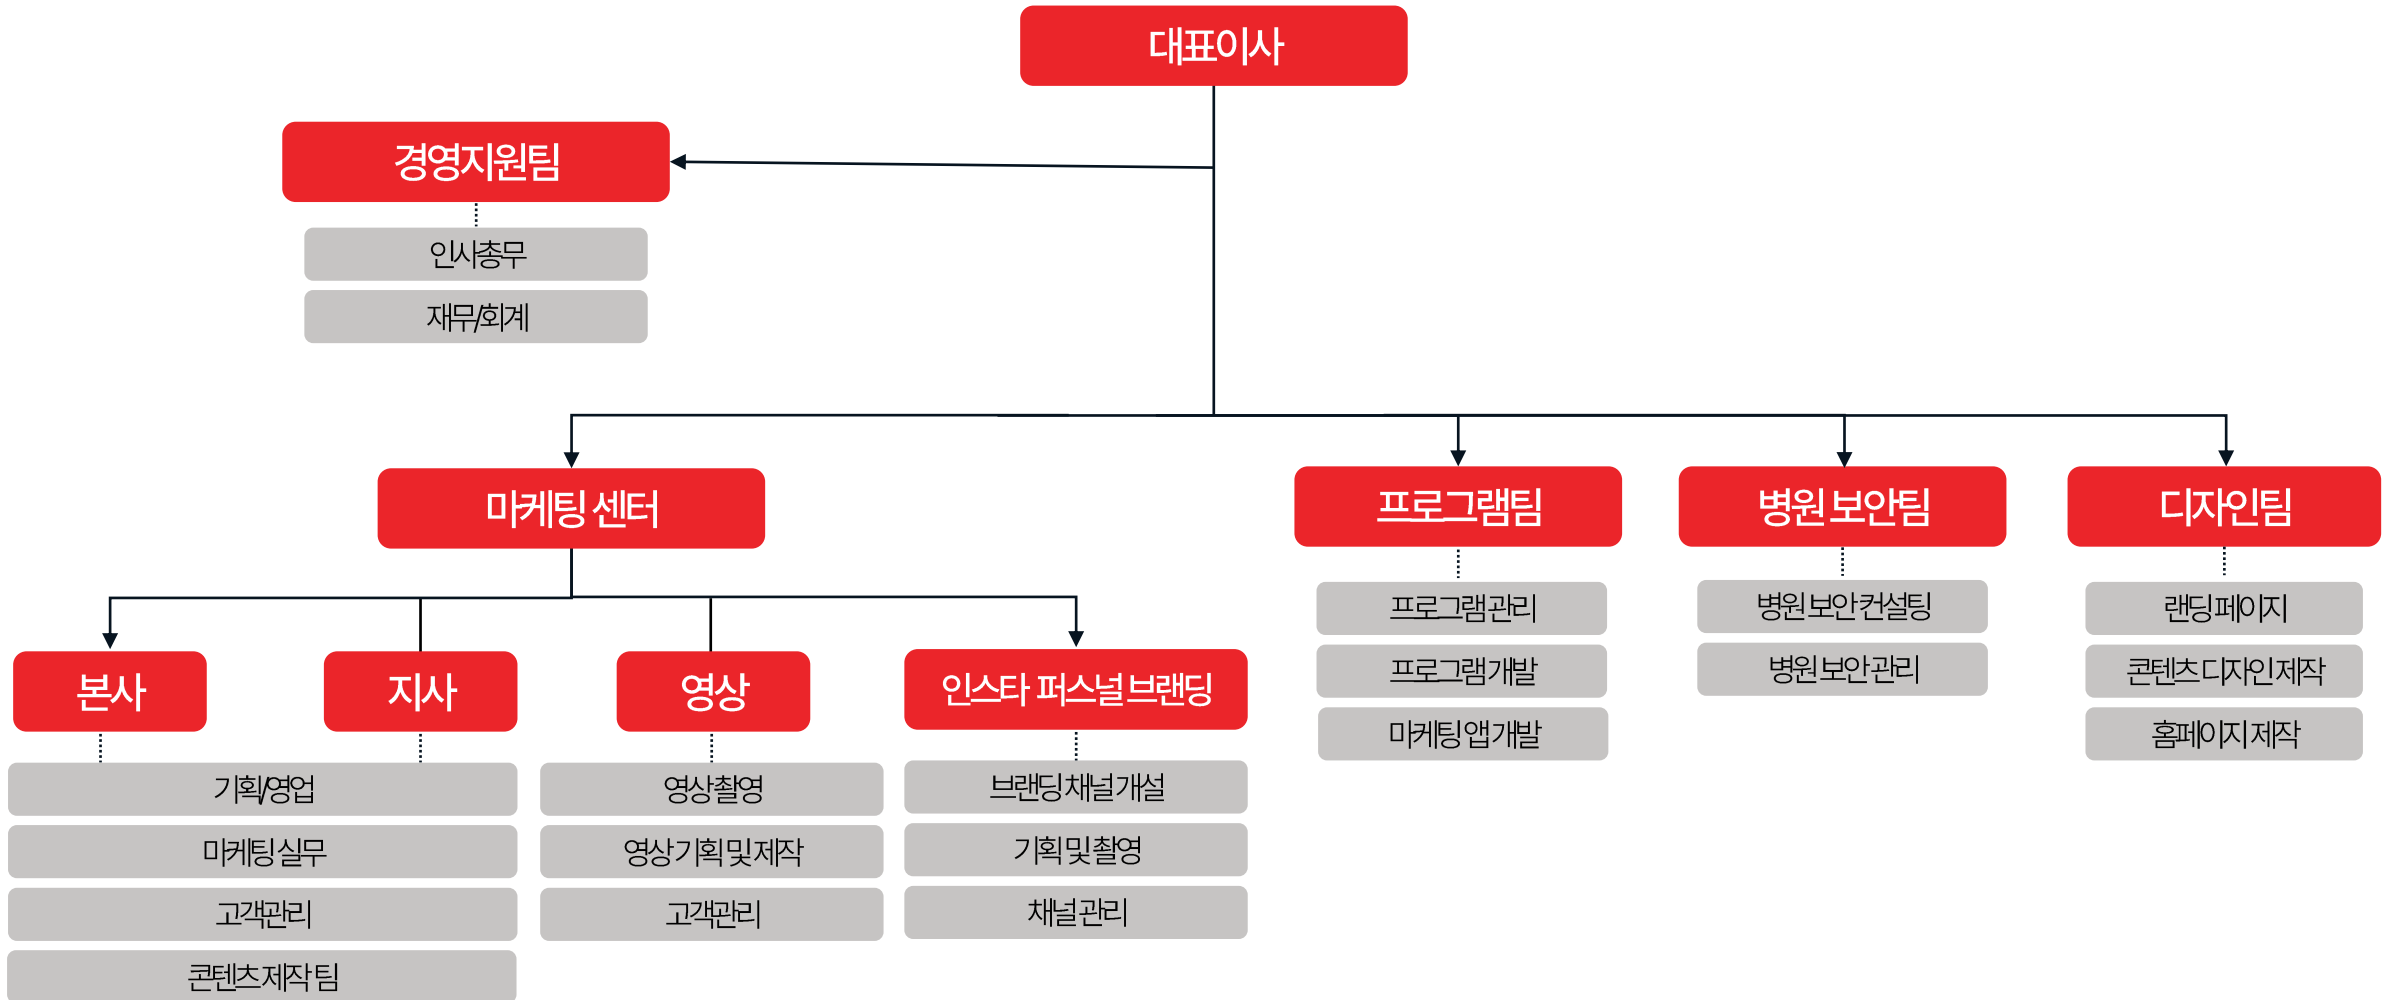 대표이사
경영지원팀
인사총무
재무/회계
마케팅 센터
프로그램팀
병원 보안팀
디자인팀
프로그램 관리
프로그램 개발
마케팅 앱 개발
병원 보안 컨설팅
병원 보안 관리
랜딩 페이지
콘텐츠 디자인 제작
홈페이지 제작
본사
지사
영상
인스타 퍼스널 브랜딩
기획/영업
마케팅 실무
고객관리
콘텐츠 제작 팀
영상 촬영
영상 기획 및 제작
고객관리
브랜딩 채널 개설
기획 및 촬영
채널 관리